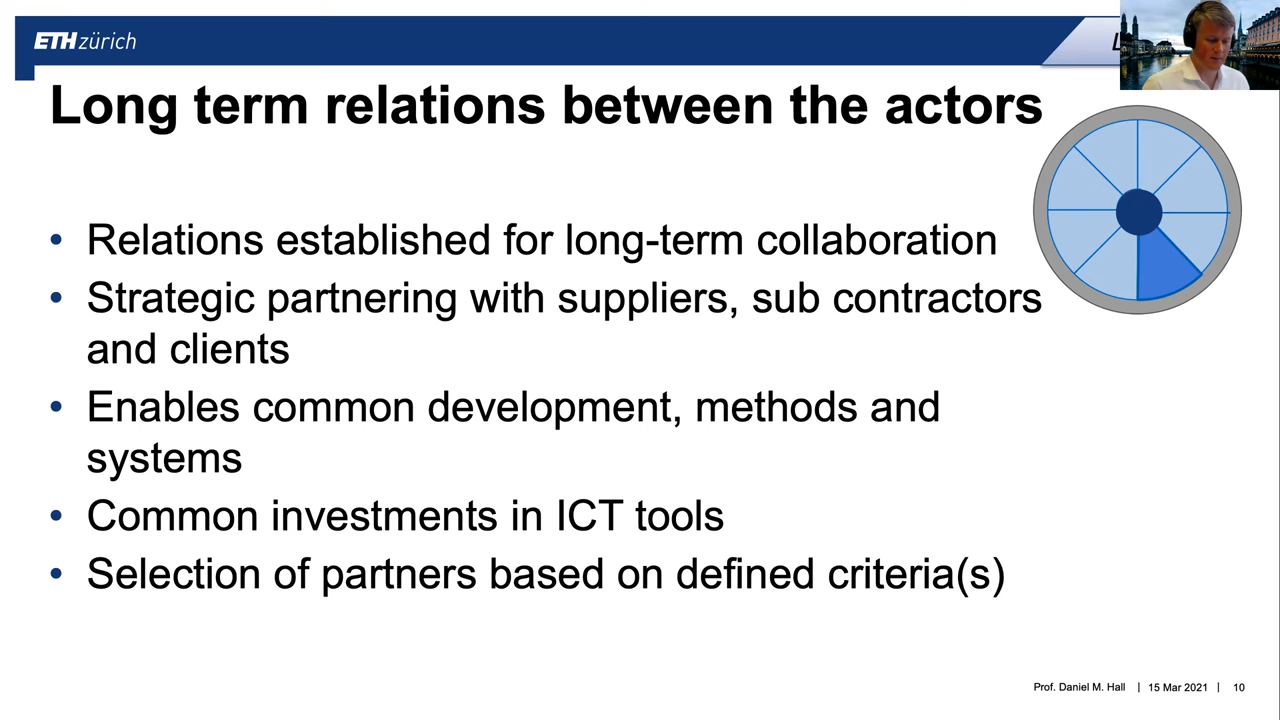 ETH zürich
Long term relations between the actors
• Relations established for long-term collaboration
• Strategic partnering with suppliers, sub contractors
and clients
• Enables common development, methods and
systems
• Common investments in ICT tools
• Selection of partners based on defined criteria(s)
Prof. Daniel M. Hall | 15 Mar 2021 | 10